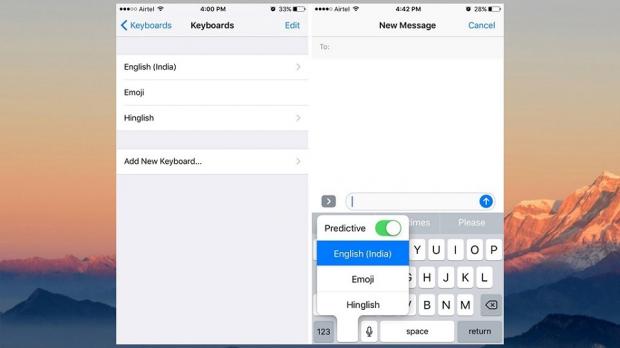 Airtel 4:00 PM 33%
Keyboards Keyboards Edit
English (India)
Emoji
Hinglish
Add New Keyboard...
Airtel 4:42 PM 28%
New Message Cancel
To:
Times Please
Predictive
English (India)
Emoji
Hinglish
Y U I O P
G H J K L
V B N M
123 space return